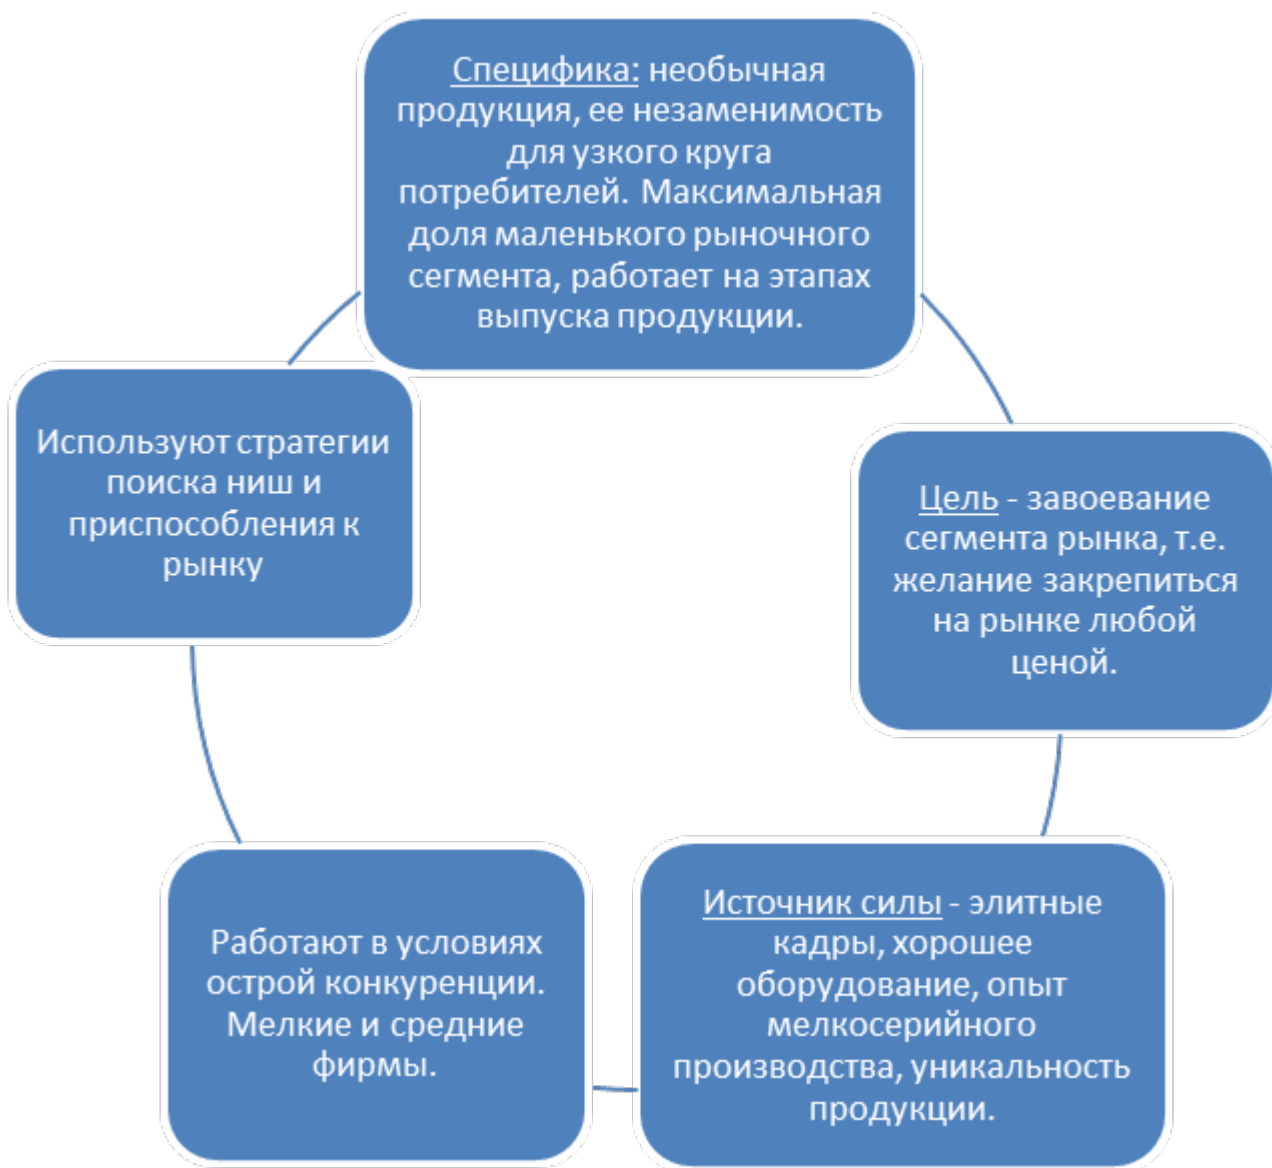 Специфика: необычная
продукция, ее незаменимость
для узкого круга
потребителей. Максимальная
доля маленького рыночного
сегмента, работает на этапах
выпуска продукции.
Цель - завоевание
сегмента рынка, т.е.
желание закрепиться
на рынке любой
ценой.
Источник силы - элитные
кадры, хорошее
оборудование, опыт
мелкосерийного
производства, уникальность
продукции.
Работают в условиях
острой конкуренции.
Мелкие и средние
фирмы.
Используют стратегии
поиска ниш и
приспособления к
рынку